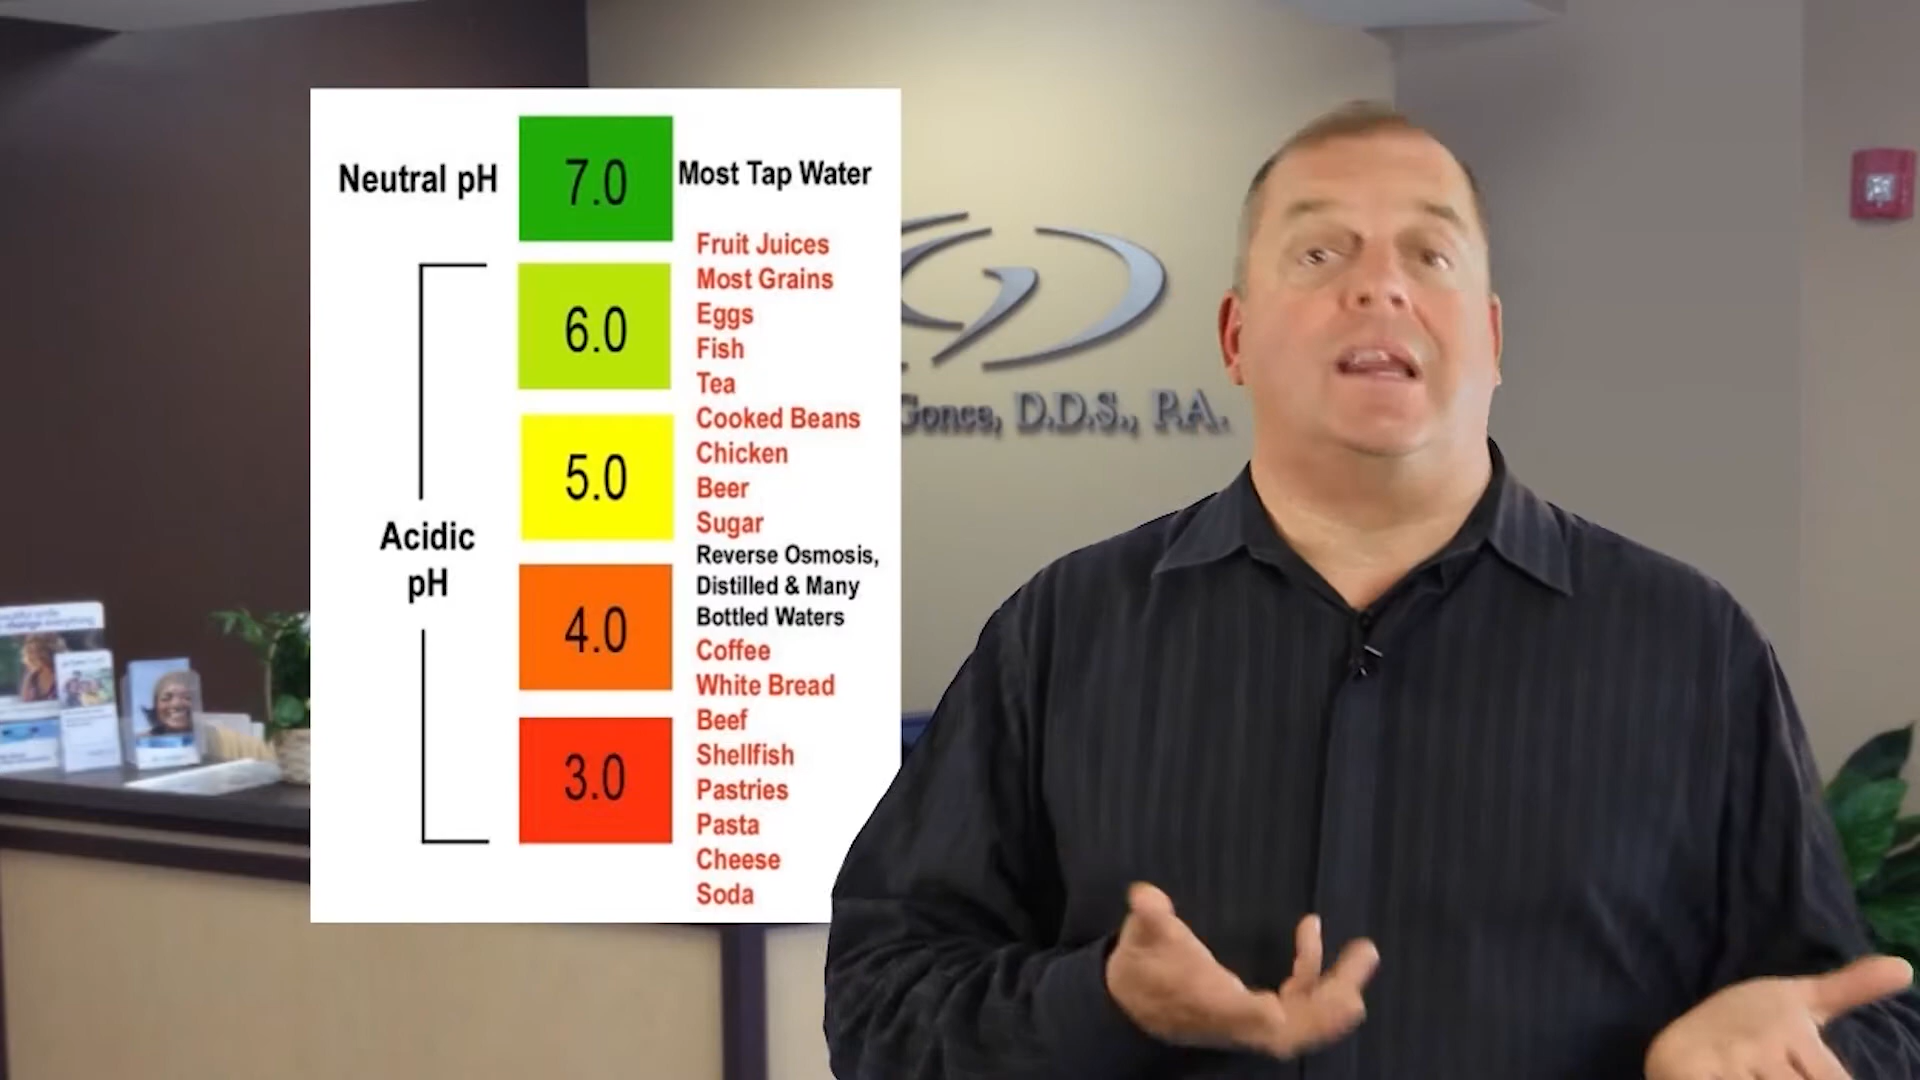 Neutral pH
7.0
Most Tap Water
Acidic
pH
6.0
5.0
4.0
3.0
Fruit Juices
Most Grains
Eggs
Fish
Tea
Cooked Beans
Chicken
Beer
Sugar
Reverse Osmosis,
Distilled & Many
Bottled Waters
Coffee
White Bread
Beef
Shellfish
Pastries
Pasta
Cheese
Soda
Gonce, D.D.S., P.A.